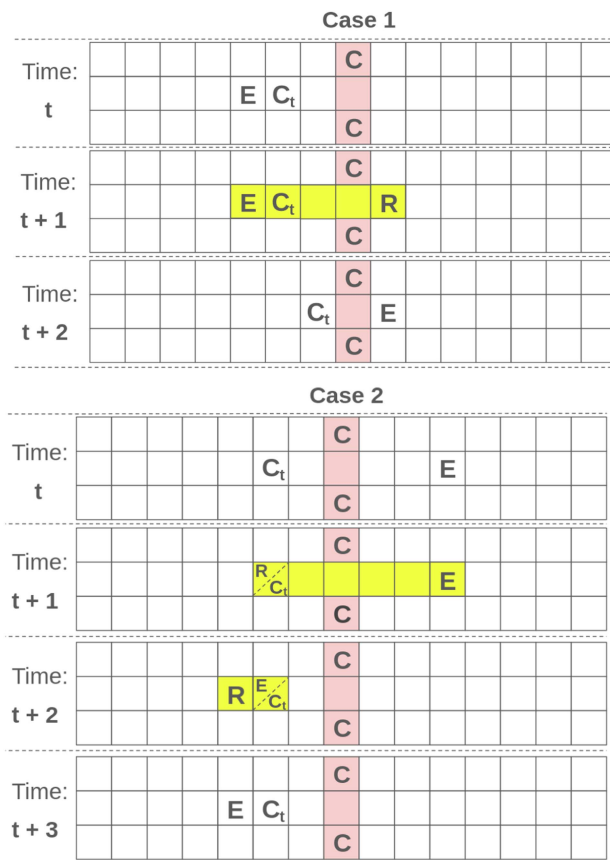 Case 1
Time:
t
C
E Cₜ
C
Time:
t + 1
C
E Cₜ R
C
Time:
t + 2
C
Cₜ E
C
Case 2
Time:
t
C
Cₜ E
C
Time:
t + 1
C
R Cₜ E
C
Time:
t + 2
C
R E Cₜ
C
Time:
t + 3
C
E Cₜ
C